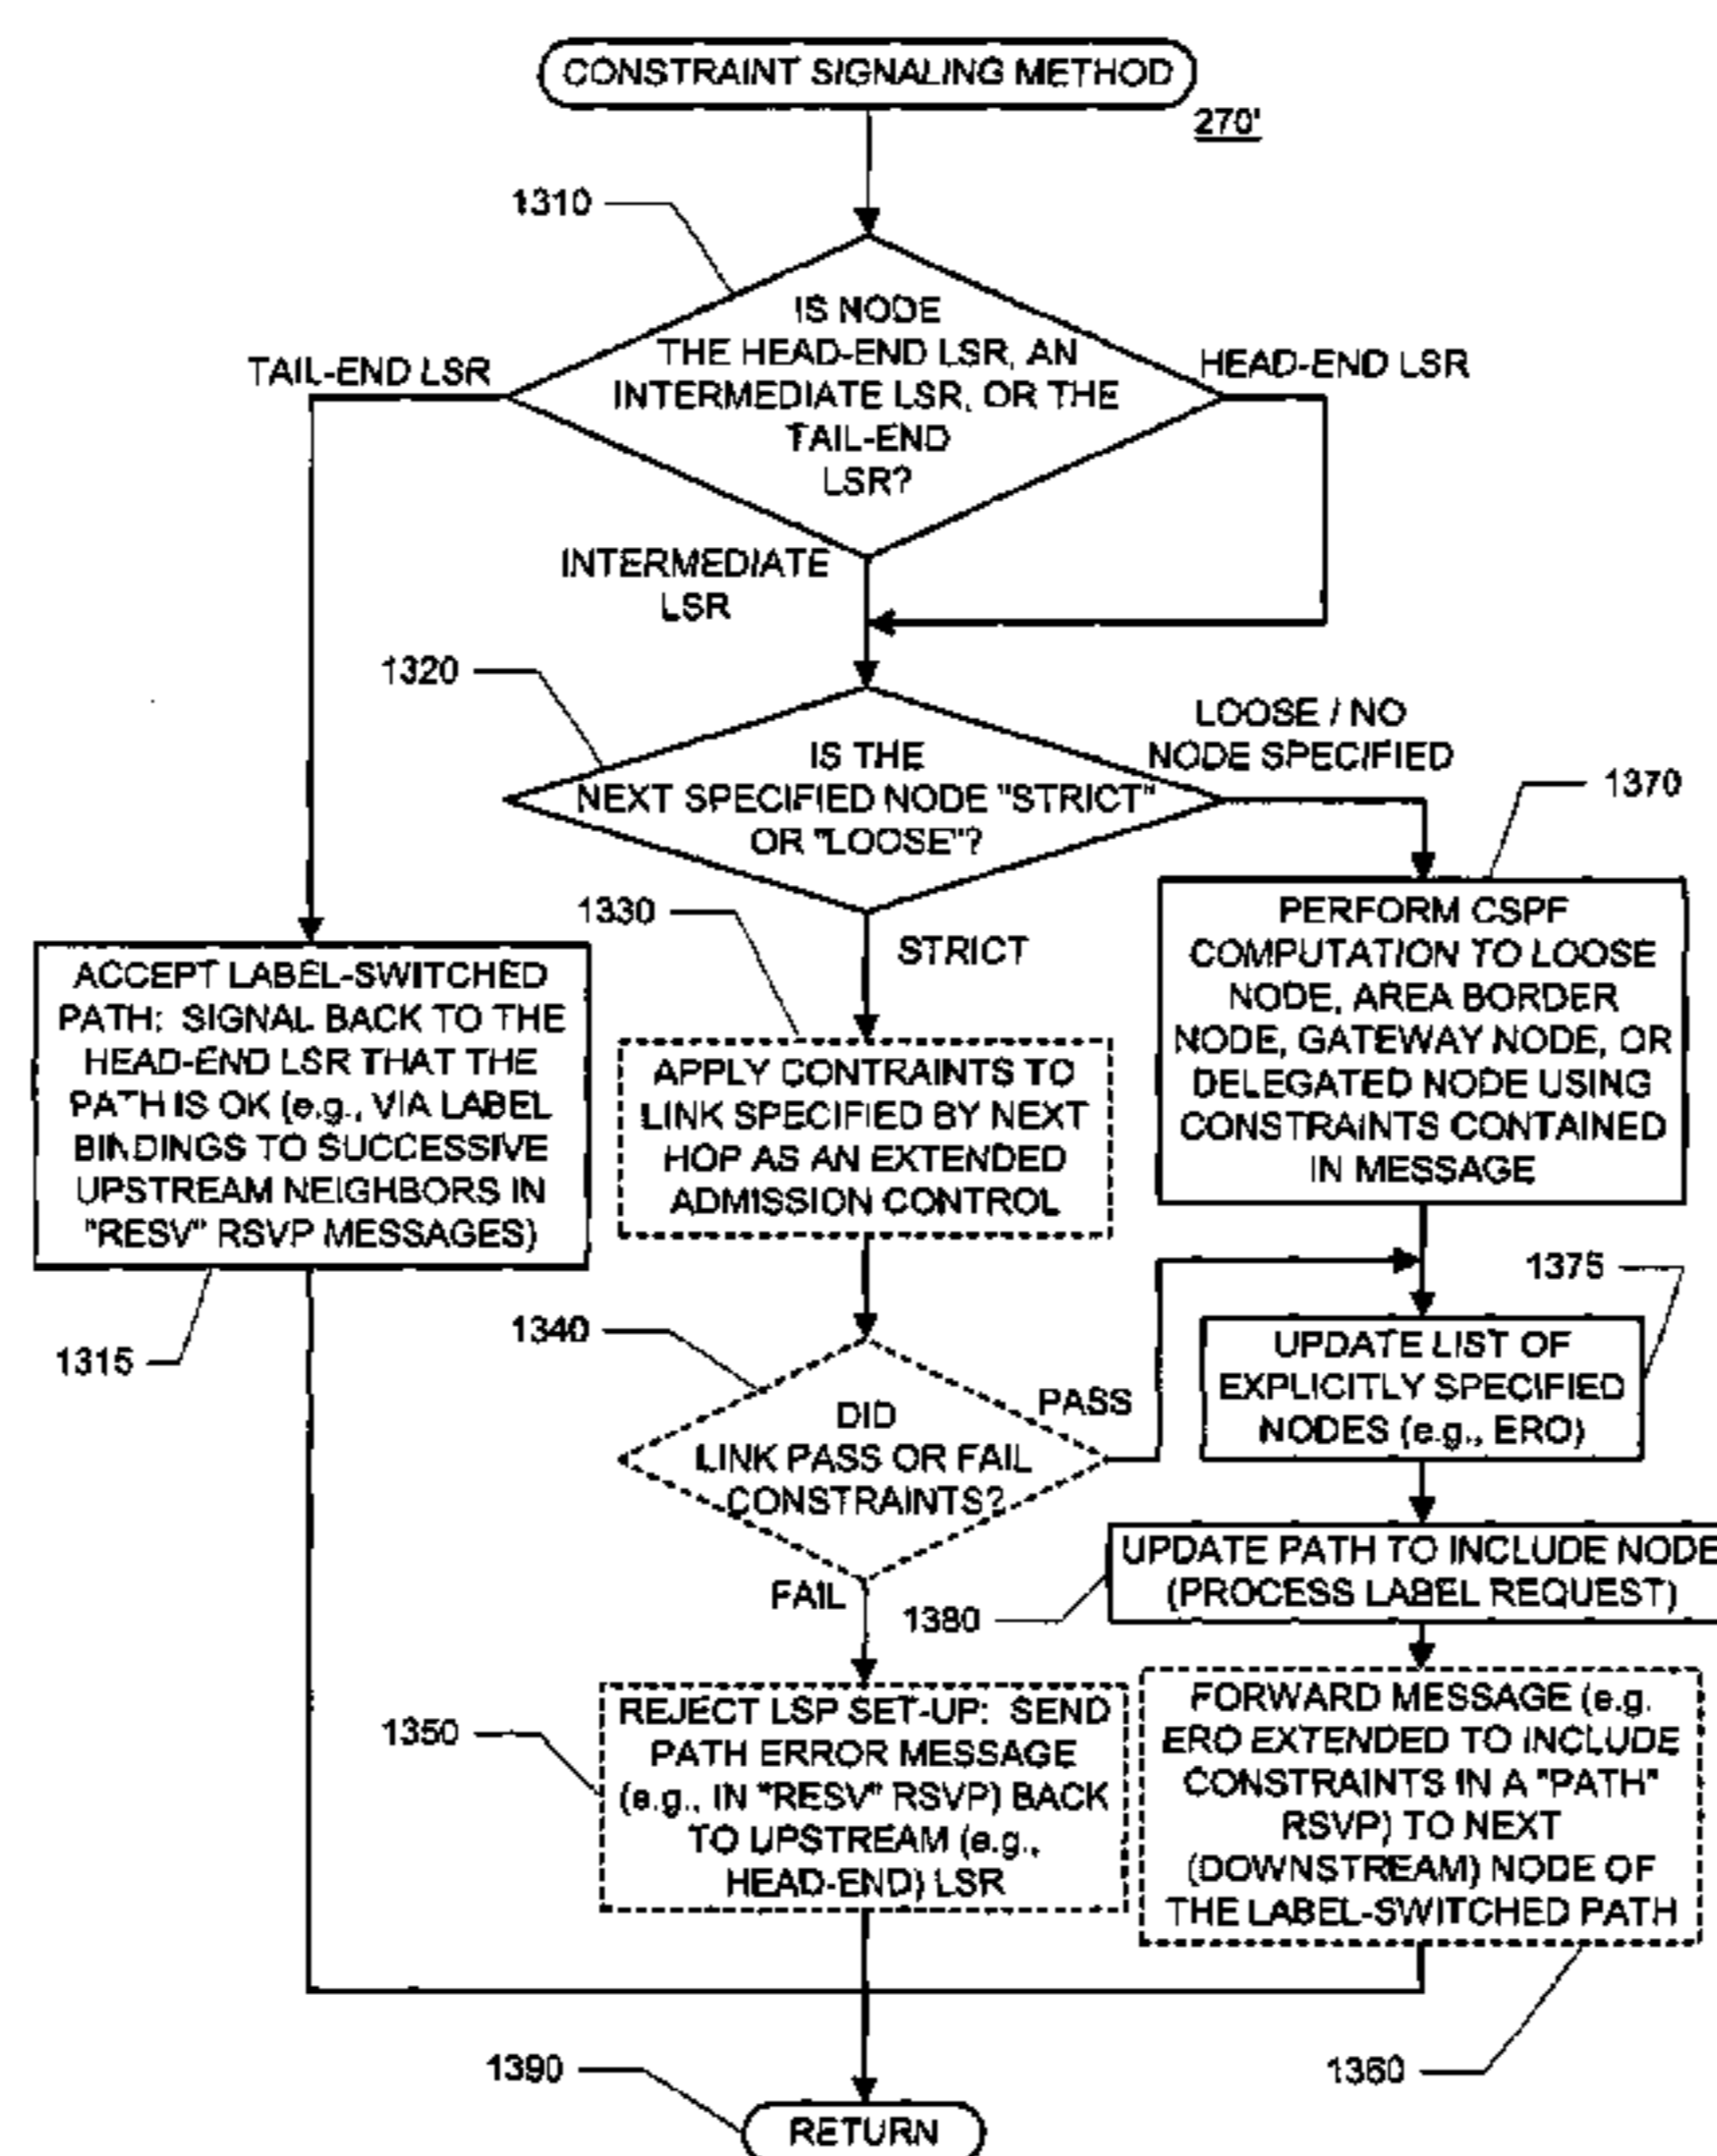 CONSTRAINT SIGNALING METHOD
270'
1310
IS NODE
THE HEAD-END LSR, AN
INTERMEDIATE LSR, OR THE
TAIL-END
LSR?
TAIL-END LSR
HEAD-END LSR
INTERMEDIATE
LSR
1320
IS THE
NEXT SPECIFIED NODE "STRICT"
OR "LOOSE"?
LOOSE / NO
NODE SPECIFIED
1370
1330
STRICT
PERFORM CSPF
COMPUTATION TO LOOSE
NODE, AREA BORDER
NODE, GATEWAY NODE, OR
DELEGATED NODE USING
CONSTRAINTS CONTAINED
IN MESSAGE
ACCEPT LABEL-SWITCHED
PATH: SIGNAL BACK TO THE
HEAD-END LSR THAT THE
PATH IS OK (e.g., VIA LABEL
BINDINGS TO SUCCESSIVE
UPSTREAM NEIGHBORS IN
"RESV" RSVP MESSAGES)
1315
APPLY CONTRAINTS TO
LINK SPECIFIED BY NEXT
HOP AS AN EXTENDED
ADMISSION CONTROL
1340
DID
LINK PASS OR FAIL
CONSTRAINTS?
PASS
FAIL
1375
UPDATE LIST OF
EXPLICITLY SPECIFIED
NODES (e.g., ERO)
1380
UPDATE PATH TO INCLUDE NODE
(PROCESS LABEL REQUEST)
1350
REJECT LSP SET-UP: SEND
PATH ERROR MESSAGE
(e.g., IN "RESV" RSVP) BACK
TO UPSTREAM (e.g.,
HEAD-END) LSR
FORWARD MESSAGE (e.g.
ERO EXTENDED TO INCLUDE
CONSTRAINTS IN A "PATH"
RSVP) TO NEXT
(DOWNSTREAM) NODE OF
THE LABEL-SWITCHED PATH
1360
1390
RETURN